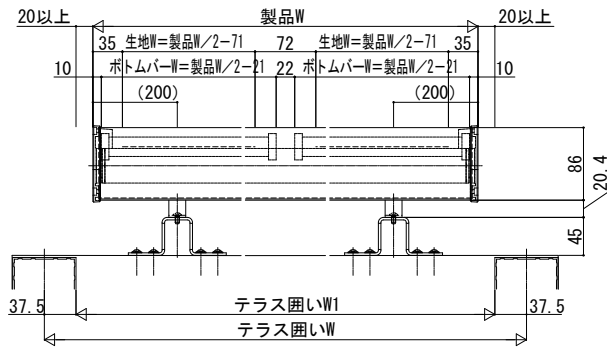 20以上 製品W 20以上
35 生地W=製品W/2-71 72 生地W=製品W/2-71 35
10 ボトムバーW=製品W/2-21 22 ボトムバーW=製品W/2-21 10
(200) (200)
86
20.4
45
37.5 テラス囲いW1 37.5
テラス囲いW